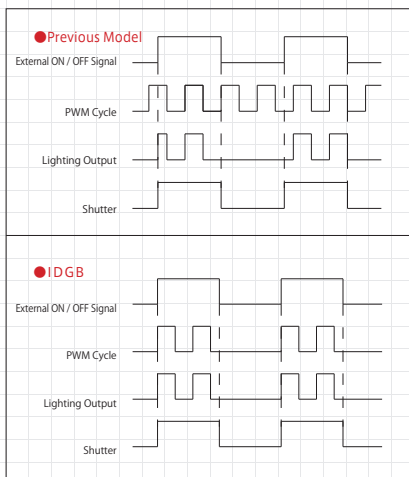 ●Previous Model
External ON / OFF Signal
PWM Cycle
Lighting Output
Shutter
●IDGB
External ON / OFF Signal
PWM Cycle
Lighting Output
Shutter